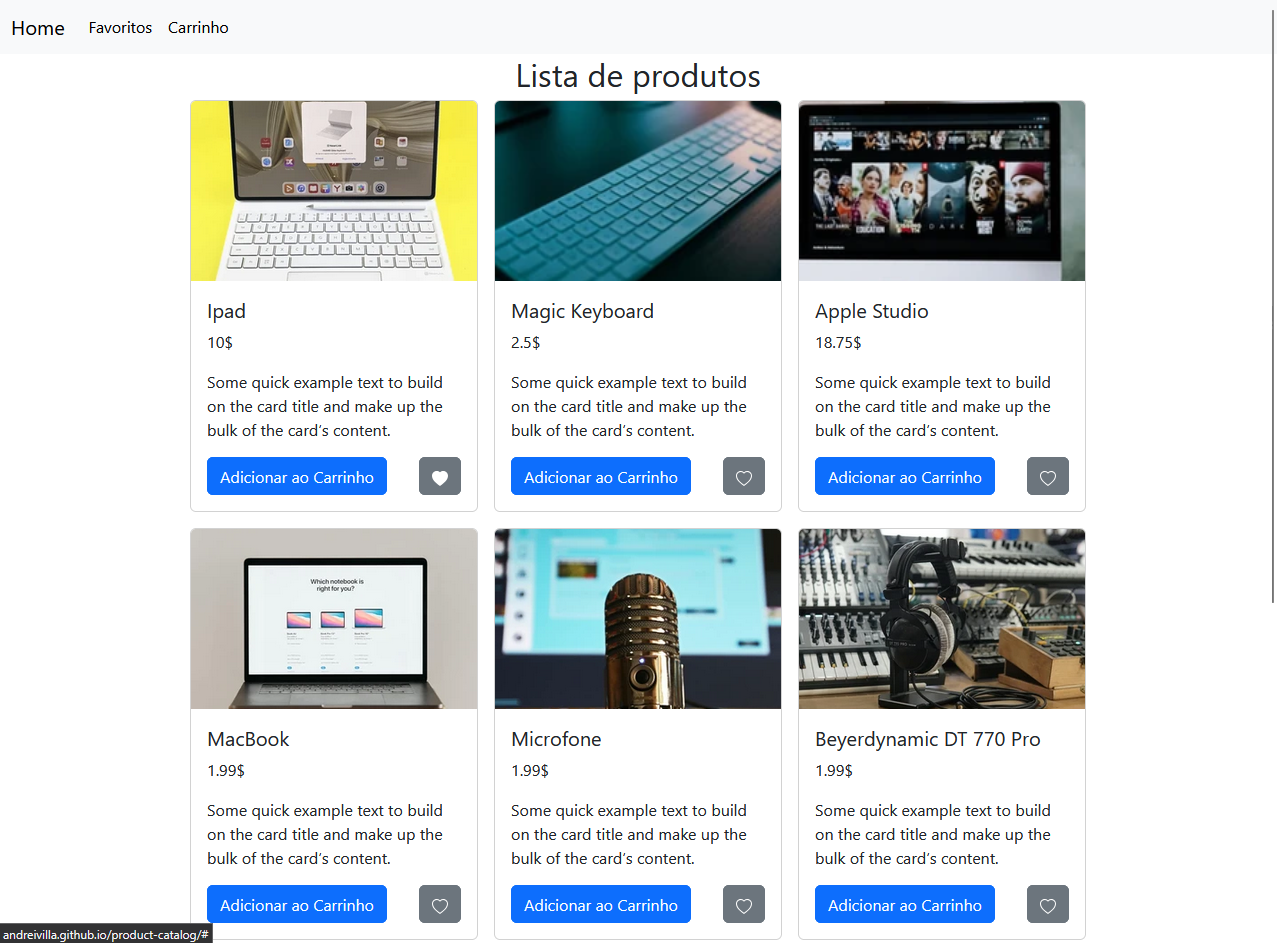 Home Favoritos Carrinho
Lista de produtos
EDUCATION
DARK
MONEY
HEIST
Ipad
10$
Some quick example text to build
on the card title and make up the
bulk of the card’s content.
Adicionar ao Carrinho
Magic Keyboard
2.5$
Some quick example text to build
on the card title and make up the
bulk of the card’s content.
Adicionar ao Carrinho
Apple Studio
18.75$
Some quick example text to build
on the card title and make up the
bulk of the card’s content.
Adicionar ao Carrinho
Which notebook is
right for you?
MacBook
1.99$
Some quick example text to build
on the card title and make up the
bulk of the card’s content.
Adicionar ao Carrinho
Microfone
1.99$
Some quick example text to build
on the card title and make up the
bulk of the card’s content.
Adicionar ao Carrinho
Beyerdynamic DT 770 Pro
1.99$
Some quick example text to build
on the card title and make up the
bulk of the card’s content.
Adicionar ao Carrinho
andreivilla.github.io/product-catalog/#